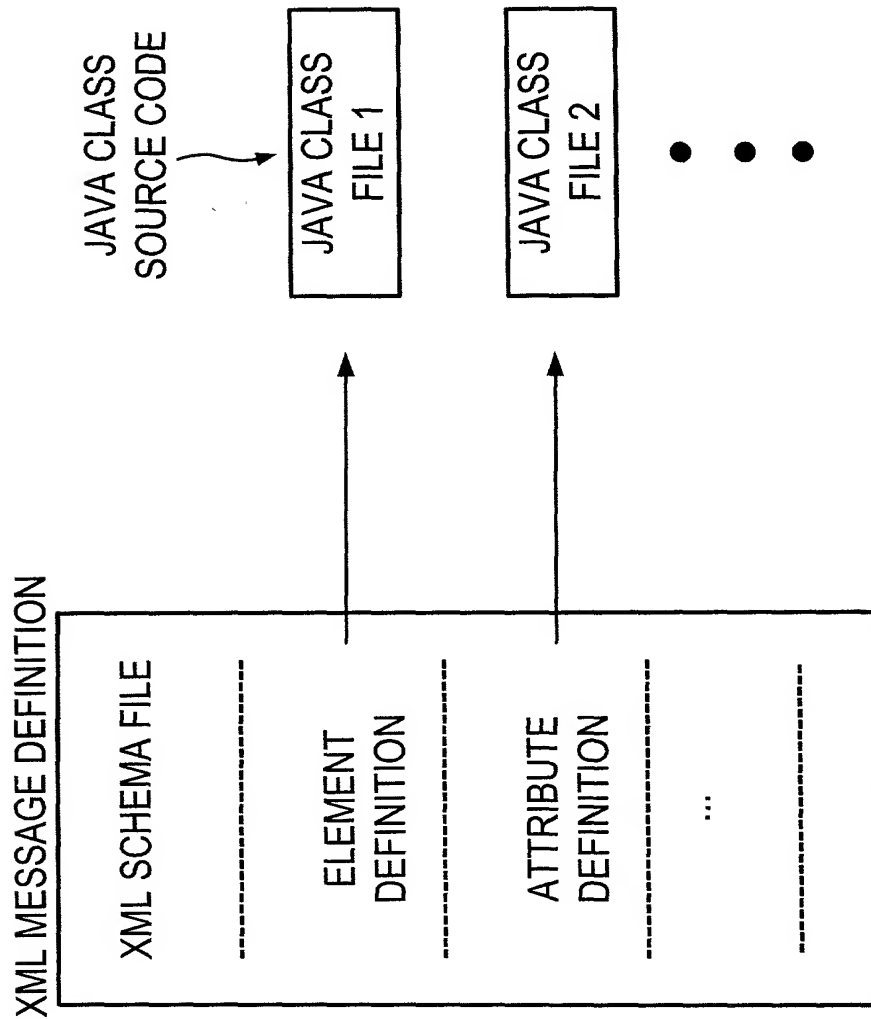 XML MESSAGE DEFINITION
XML SCHEMA FILE
ELEMENT
DEFINITION
ATTRIBUTE
DEFINITION
...
JAVA CLASS
SOURCE CODE
JAVA CLASS
FILE 1
JAVA CLASS
FILE 2